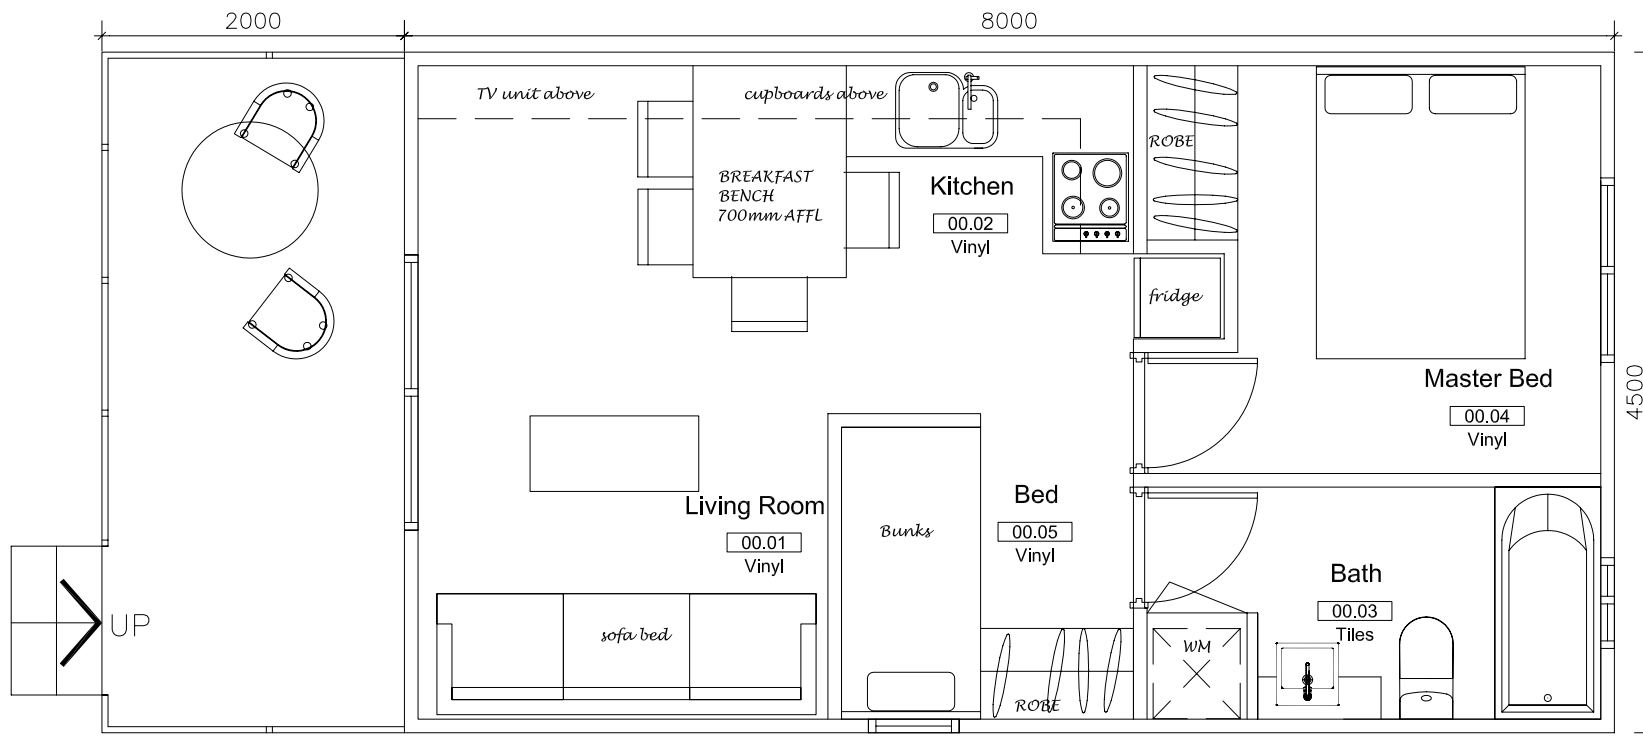 2000
8000
TV unit above
cupboards above
ROBE
BREAKFAST
BENCH
700mm AFFL
Kitchen
00.02
Vinyl
fridge
Master Bed
00.04
Vinyl
4500
Living Room
00.01
Vinyl
Bunks
Bed
00.05
Vinyl
Bath
00.03
Tiles
UP
sofa bed
WM
ROBE